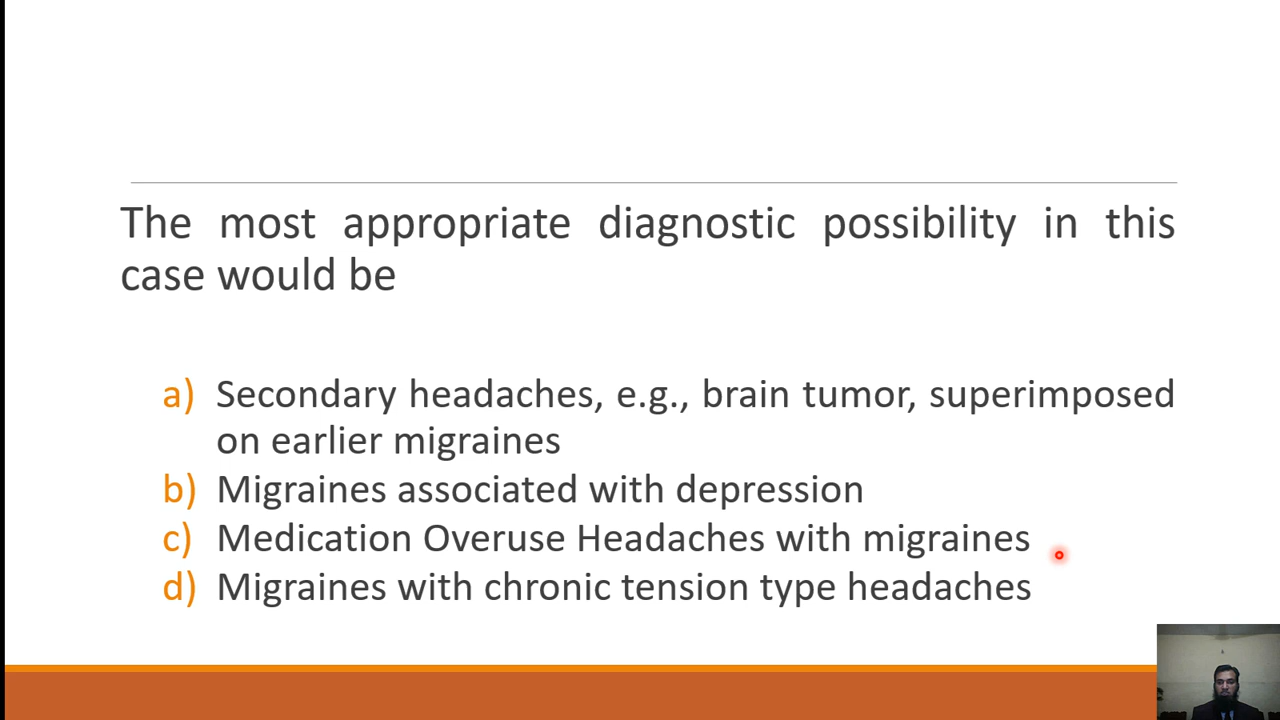 The most appropriate diagnostic possibility in this
case would be
a) Secondary headaches, e.g., brain tumor, superimposed
on earlier migraines
b) Migraines associated with depression
c) Medication Overuse Headaches with migraines
d) Migraines with chronic tension type headaches